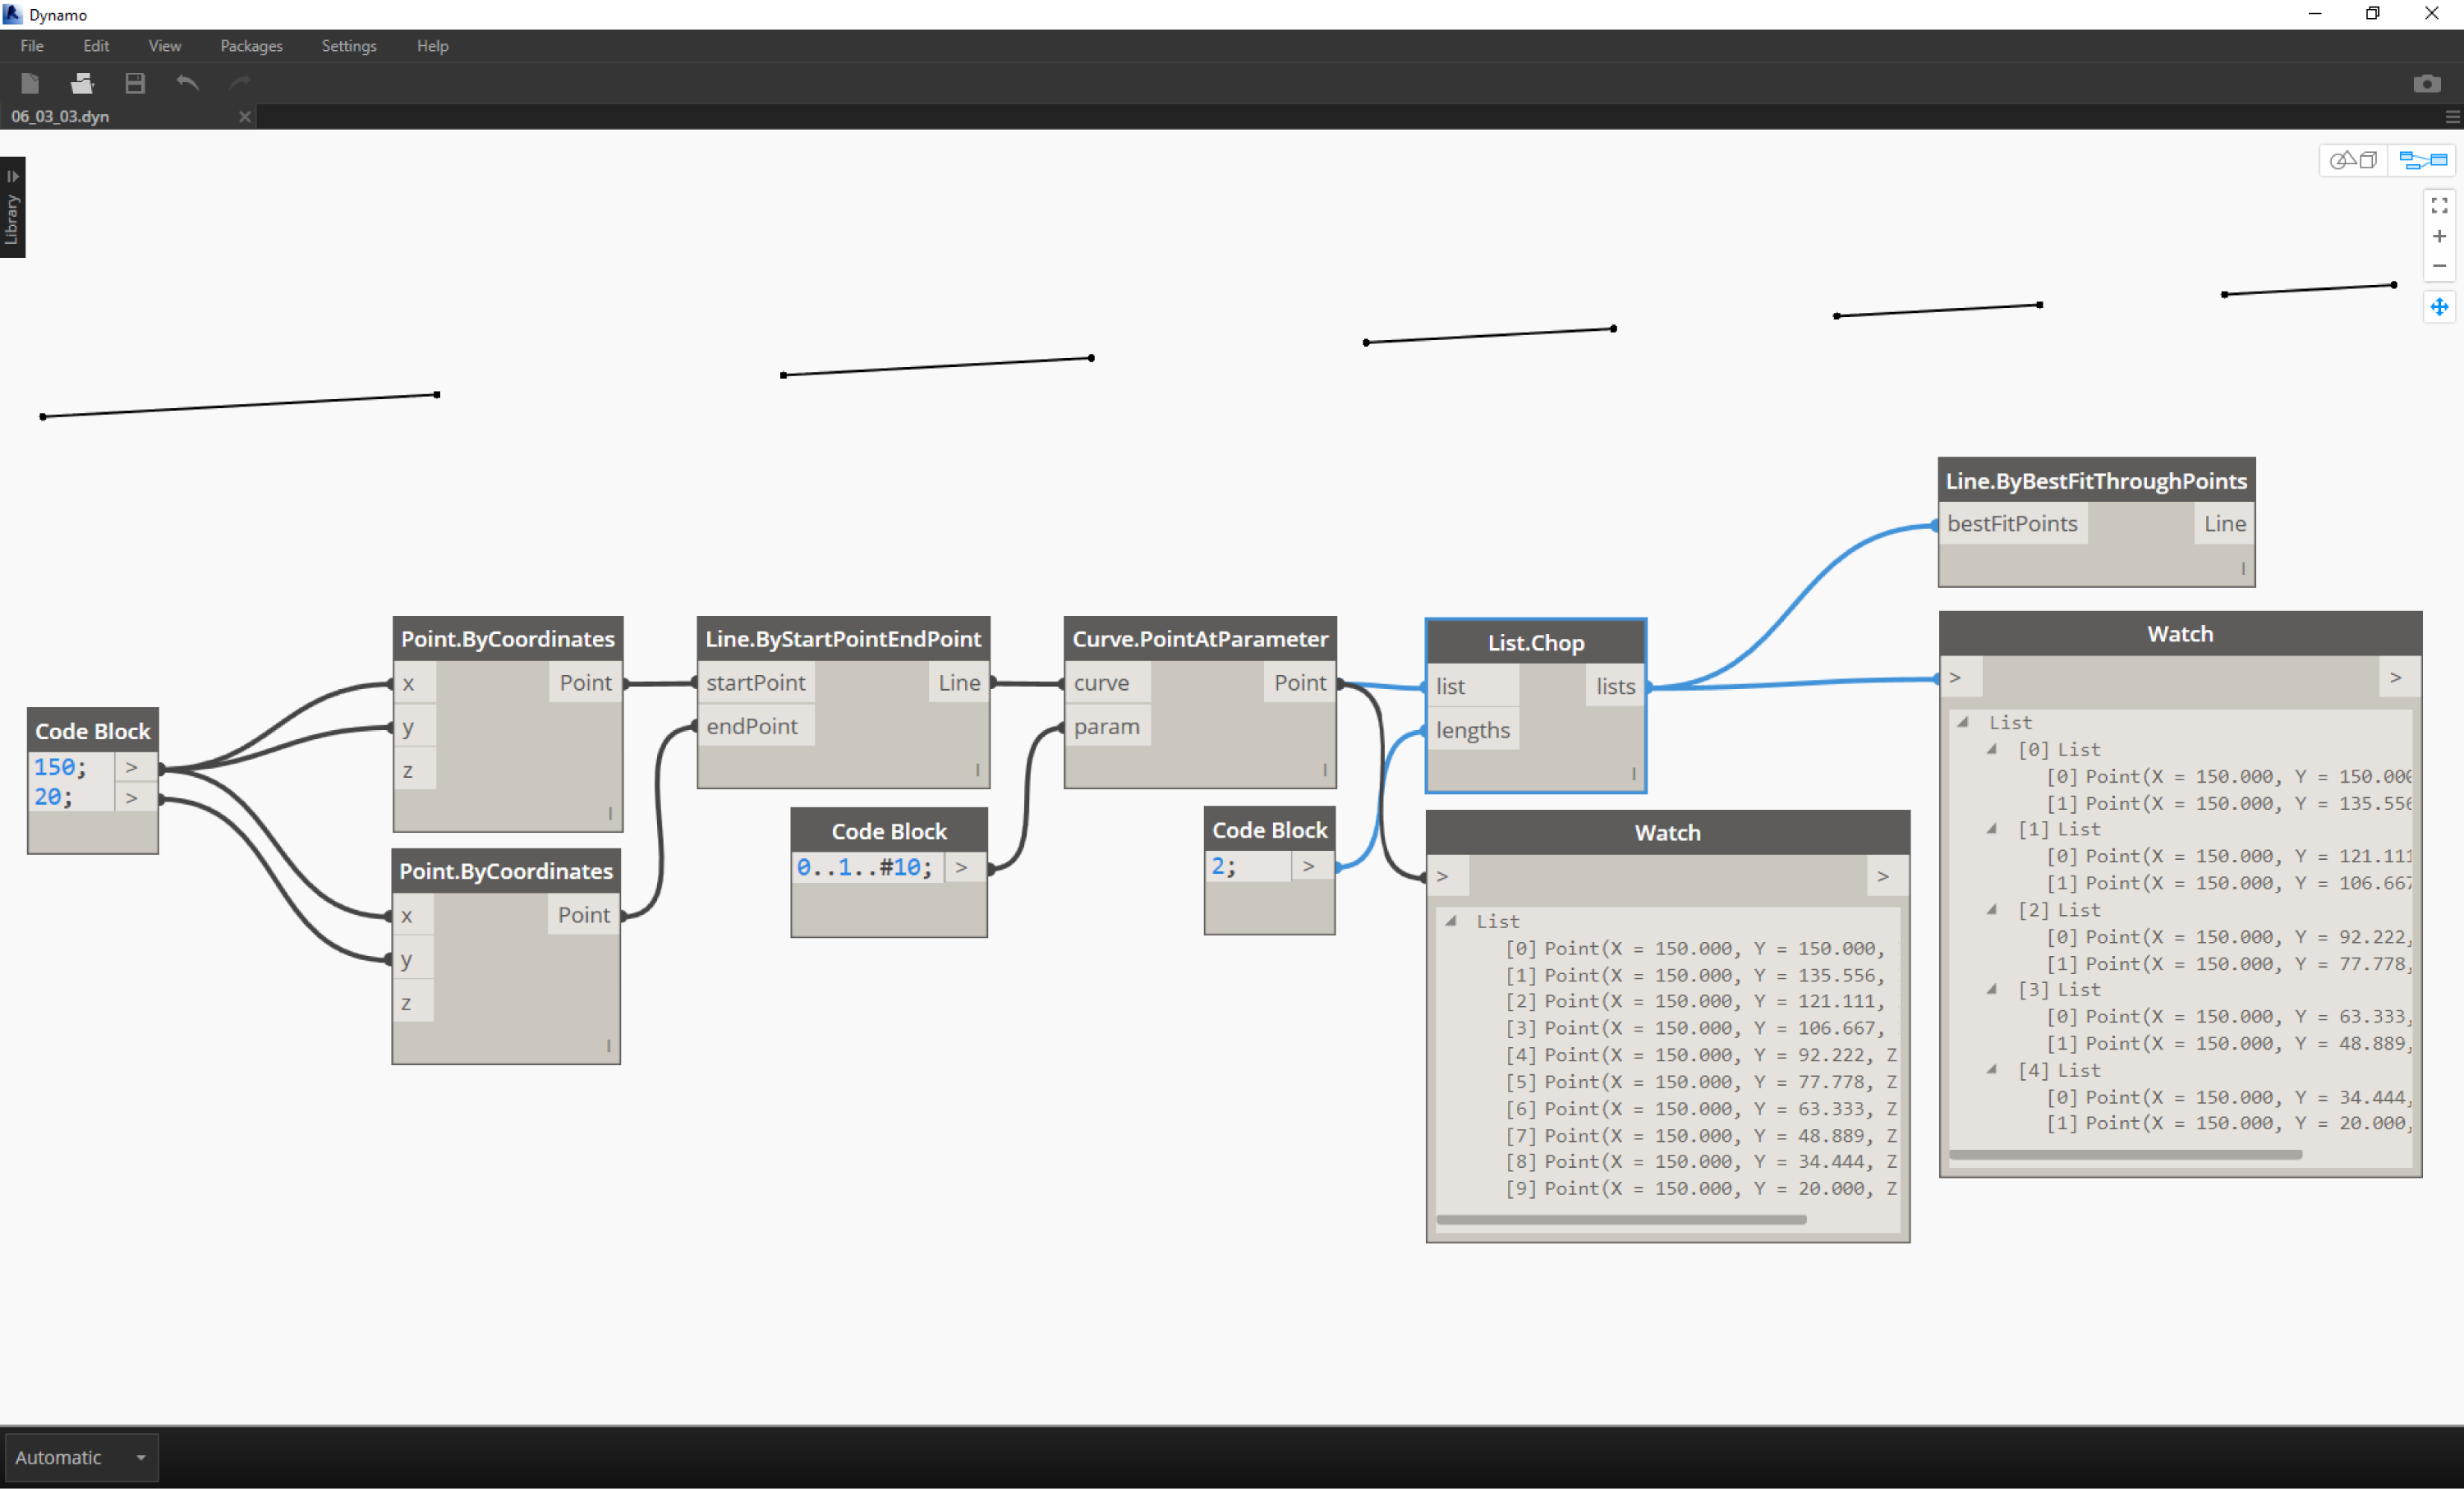 Dynamo
File Edit View Packages Settings Help
06_03_03.dyn
Library
Code Block
150; >
20; >
Point.ByCoordinates
x Point
y
z
Point.ByCoordinates
x Point
y
z
Line.ByStartPointEndPoint
startPoint Line
endPoint
Code Block
0..1..#10; >
Curve.PointAtParameter
curve Point
param
Code Block
2; >
List.Chop
list lists
lengths
Watch
> >
List
[0] Point(X = 150.000, Y = 150.000,
[1] Point(X = 150.000, Y = 135.556,
[2] Point(X = 150.000, Y = 121.111,
[3] Point(X = 150.000, Y = 106.667,
[4] Point(X = 150.000, Y = 92.222, Z
[5] Point(X = 150.000, Y = 77.778, Z
[6] Point(X = 150.000, Y = 63.333, Z
[7] Point(X = 150.000, Y = 48.889, Z
[8] Point(X = 150.000, Y = 34.444, Z
[9] Point(X = 150.000, Y = 20.000, Z
Line.ByBestFitThroughPoints
bestFitPoints Line
Watch
> >
List
[0] List
[0] Point(X = 150.000, Y = 150.000
[1] Point(X = 150.000, Y = 135.556
[1] List
[0] Point(X = 150.000, Y = 121.111
[1] Point(X = 150.000, Y = 106.667
[2] List
[0] Point(X = 150.000, Y = 92.222,
[1] Point(X = 150.000, Y = 77.778,
[3] List
[0] Point(X = 150.000, Y = 63.333,
[1] Point(X = 150.000, Y = 48.889,
[4] List
[0] Point(X = 150.000, Y = 34.444,
[1] Point(X = 150.000, Y = 20.000,
Automatic